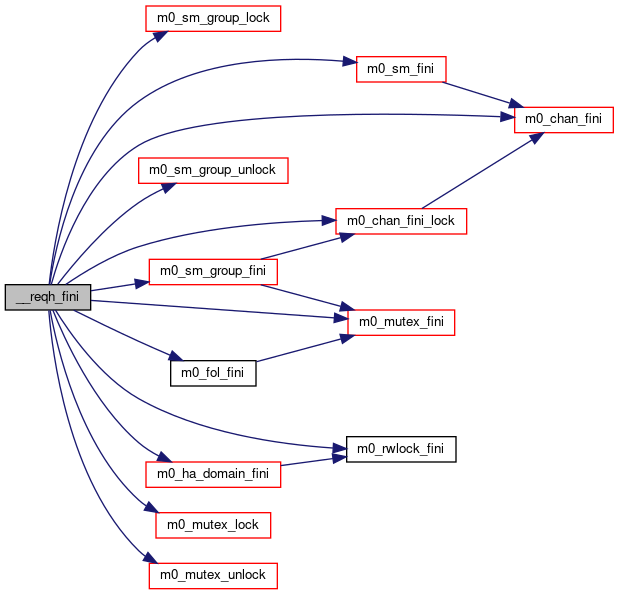 m0_sm_group_lock
m0_sm_fini
m0_chan_fini
m0_sm_group_unlock
m0_chan_fini_lock
m0_sm_group_fini
__reqh_fini
m0_mutex_fini
m0_fol_fini
m0_rwlock_fini
m0_ha_domain_fini
m0_mutex_lock
m0_mutex_unlock